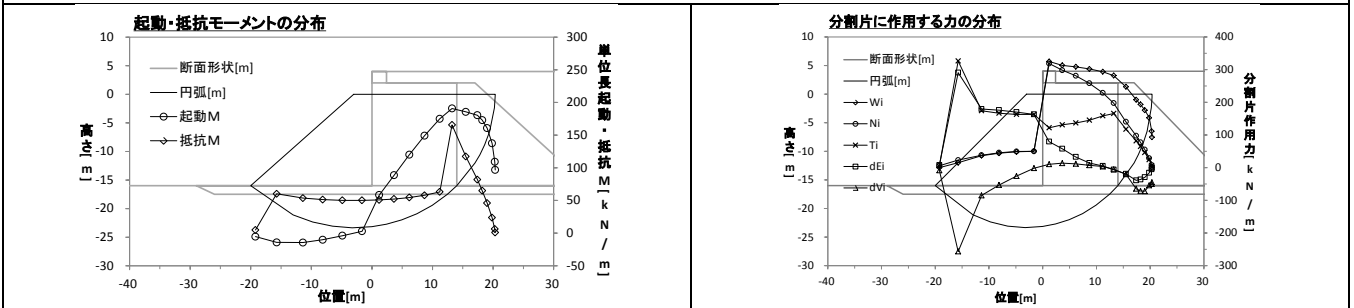 起動・抵抗モーメントの分布
10
5
0
-5
-10
-15
-20
-25
-30
高さ[m]
300
250
200
150
100
50
0
-50
単位長起動・抵抗M[kN/m]
断面形状[m]
円弧[m]
起動M
抵抗M
-40 -30 -20 -10 0 10 20 30
位置[m]
分割片に作用する力の分布
10
5
0
-5
-10
-15
-20
-25
-30
高さ[m]
400
300
200
100
0
-100
-200
-300
分割片作用力[kN/m]
断面形状[m]
円弧[m]
Wi
Ni
Ti
dEi
dVi
-40 -30 -20 -10 0 10 20 30
位置[m]